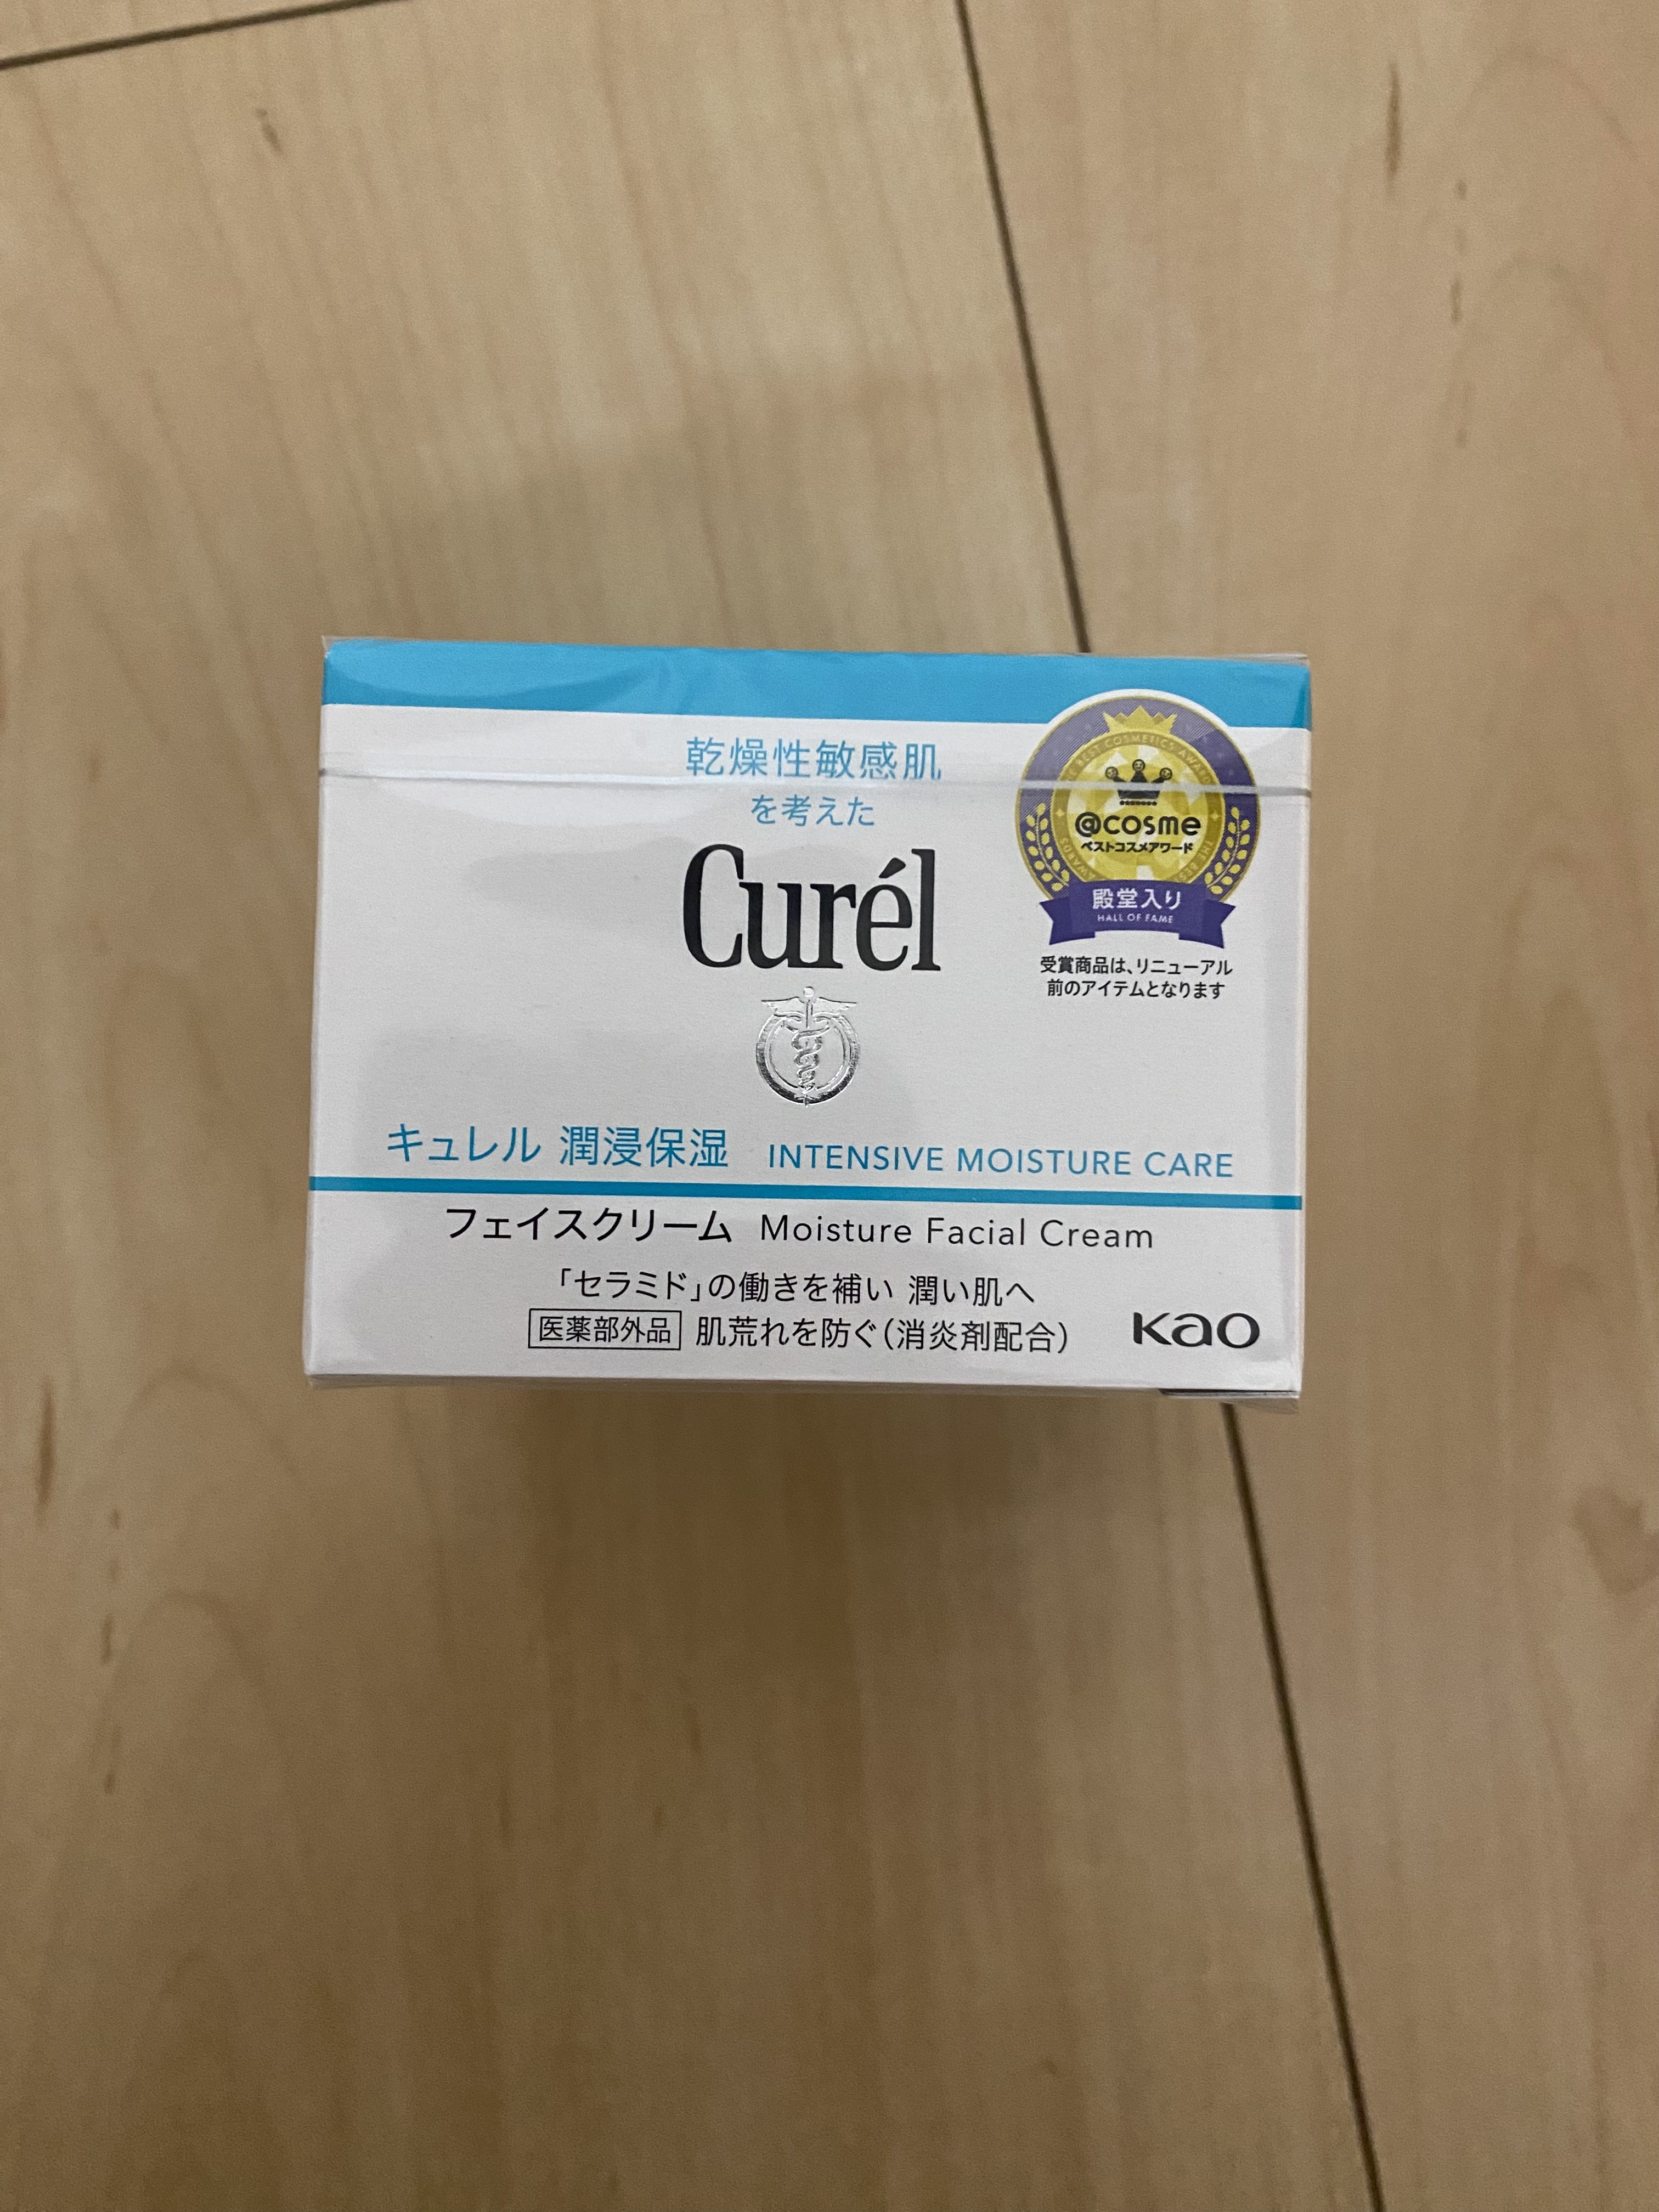 乾燥性敏感肌
を考えた
Curél
@cosme
ベストコスメアワード
殿堂入り
HALL OF FAME
受賞商品は、リニューアル
前のアイテムとなります
キュレル 潤浸保湿 INTENSIVE MOISTURE CARE
フェイスクリーム Moisture Facial Cream
「セラミド」の働きを補い 潤い肌へ
医薬部外品 肌荒れを防ぐ（消炎剤配合）
Kao